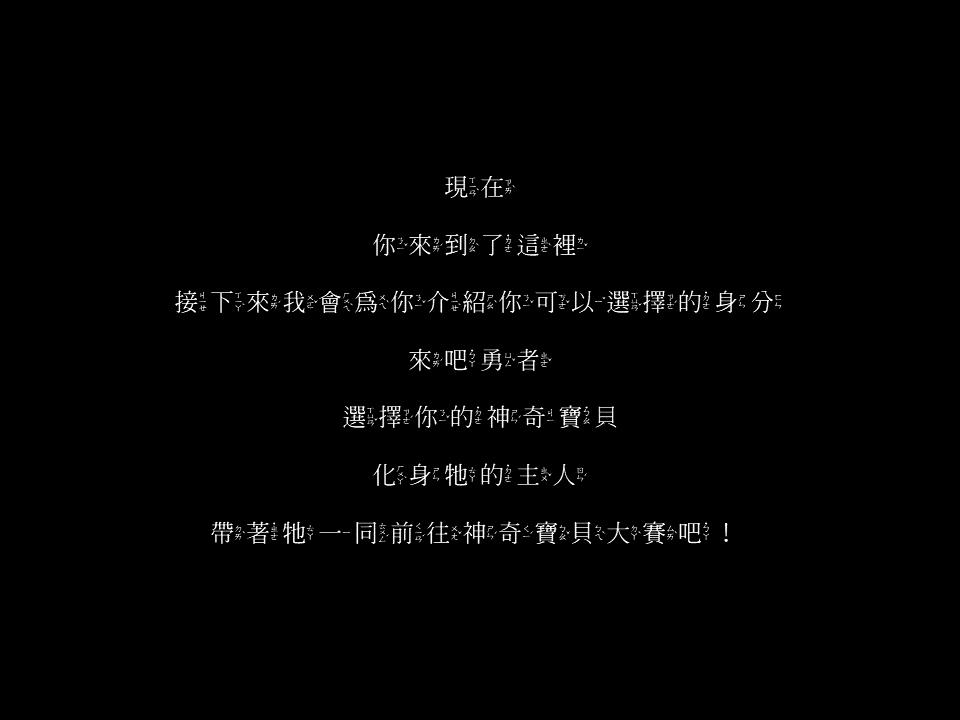 現在
你來到了這裡
接下來我會為你介紹你可以選擇的身分
來吧勇者
選擇你的神奇寶貝
化身牠的主人
帶著牠一同前往神奇寶貝大賽吧！